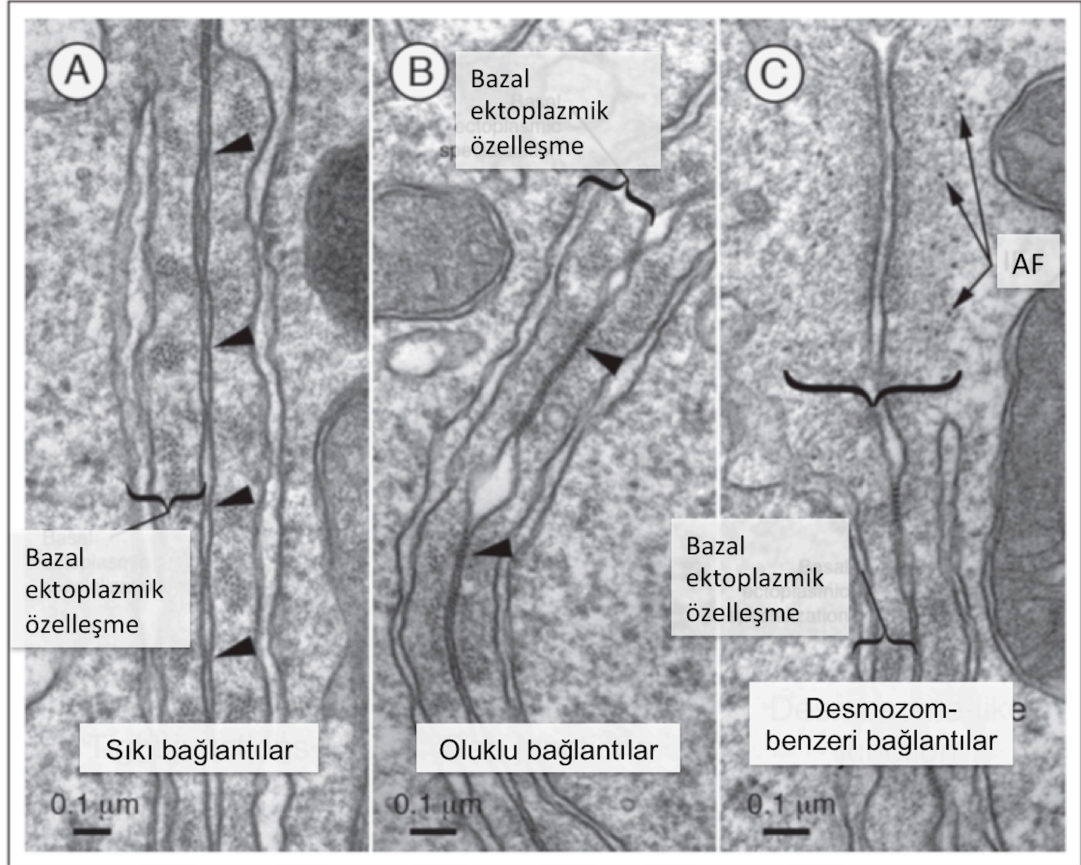 A
Bazal
ektoplazmik
özelleşme
Sıkı bağlantılar
0.1 μm
B
Bazal
ektoplazmik
özelleşme
Oluklu bağlantılar
0.1 μm
C
AF
Bazal
ektoplazmik
özelleşme
Desmozom-
benzeri bağlantılar
0.1 μm